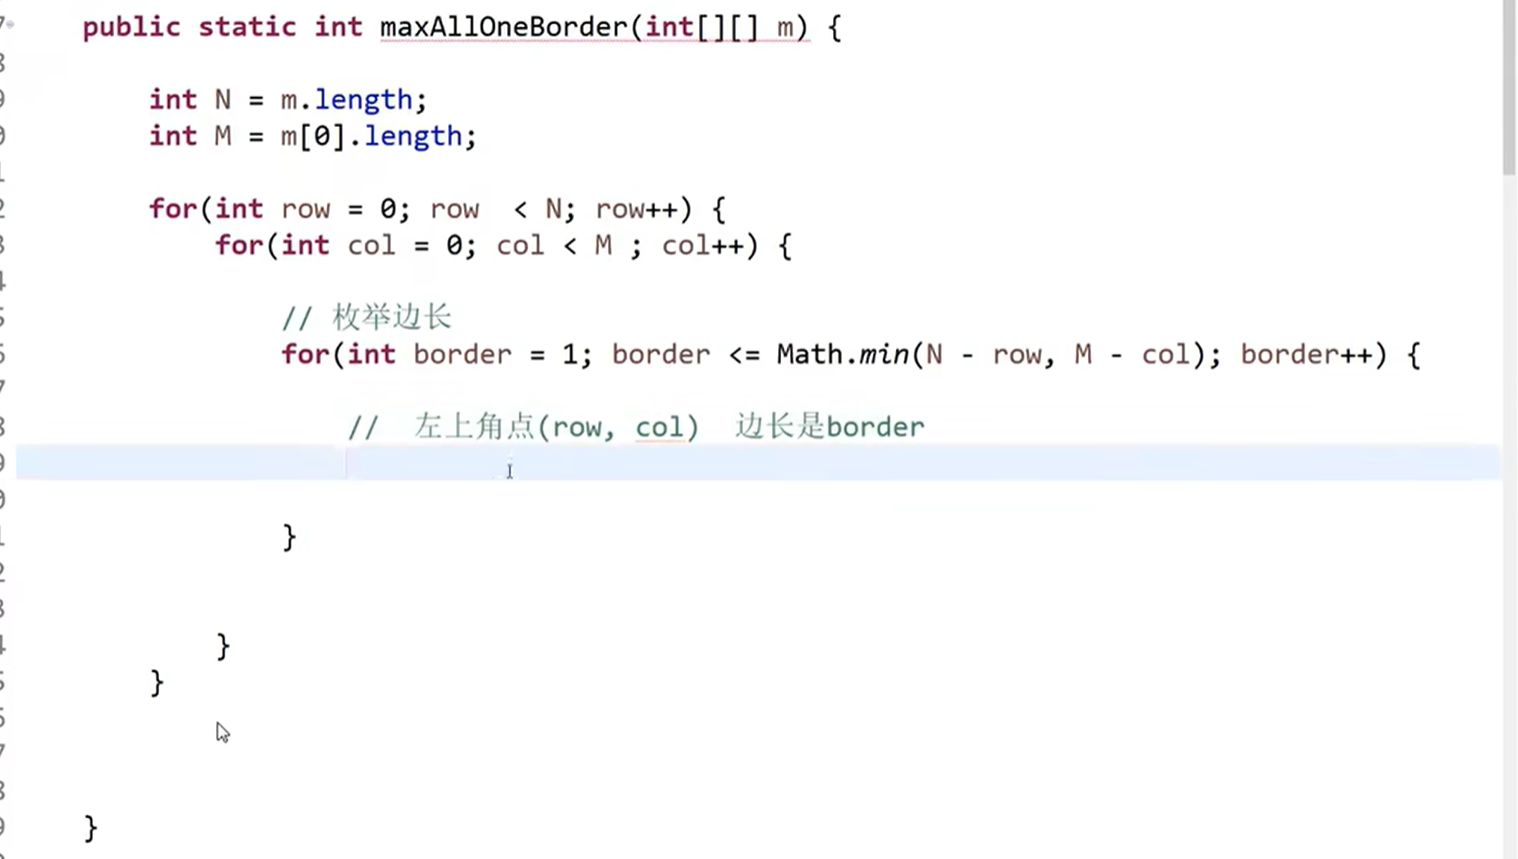 public static int maxAllOneBorder(int[][] m) {
int N = m.length;
int M = m[0].length;
for(int row = 0; row  < N; row++) {
for(int col = 0; col < M ; col++) {
// 枚举边长
for(int border = 1; border <= Math.min(N - row, M - col); border++) {
//  左上角点(row, col)  边长是border
}
}
}
}